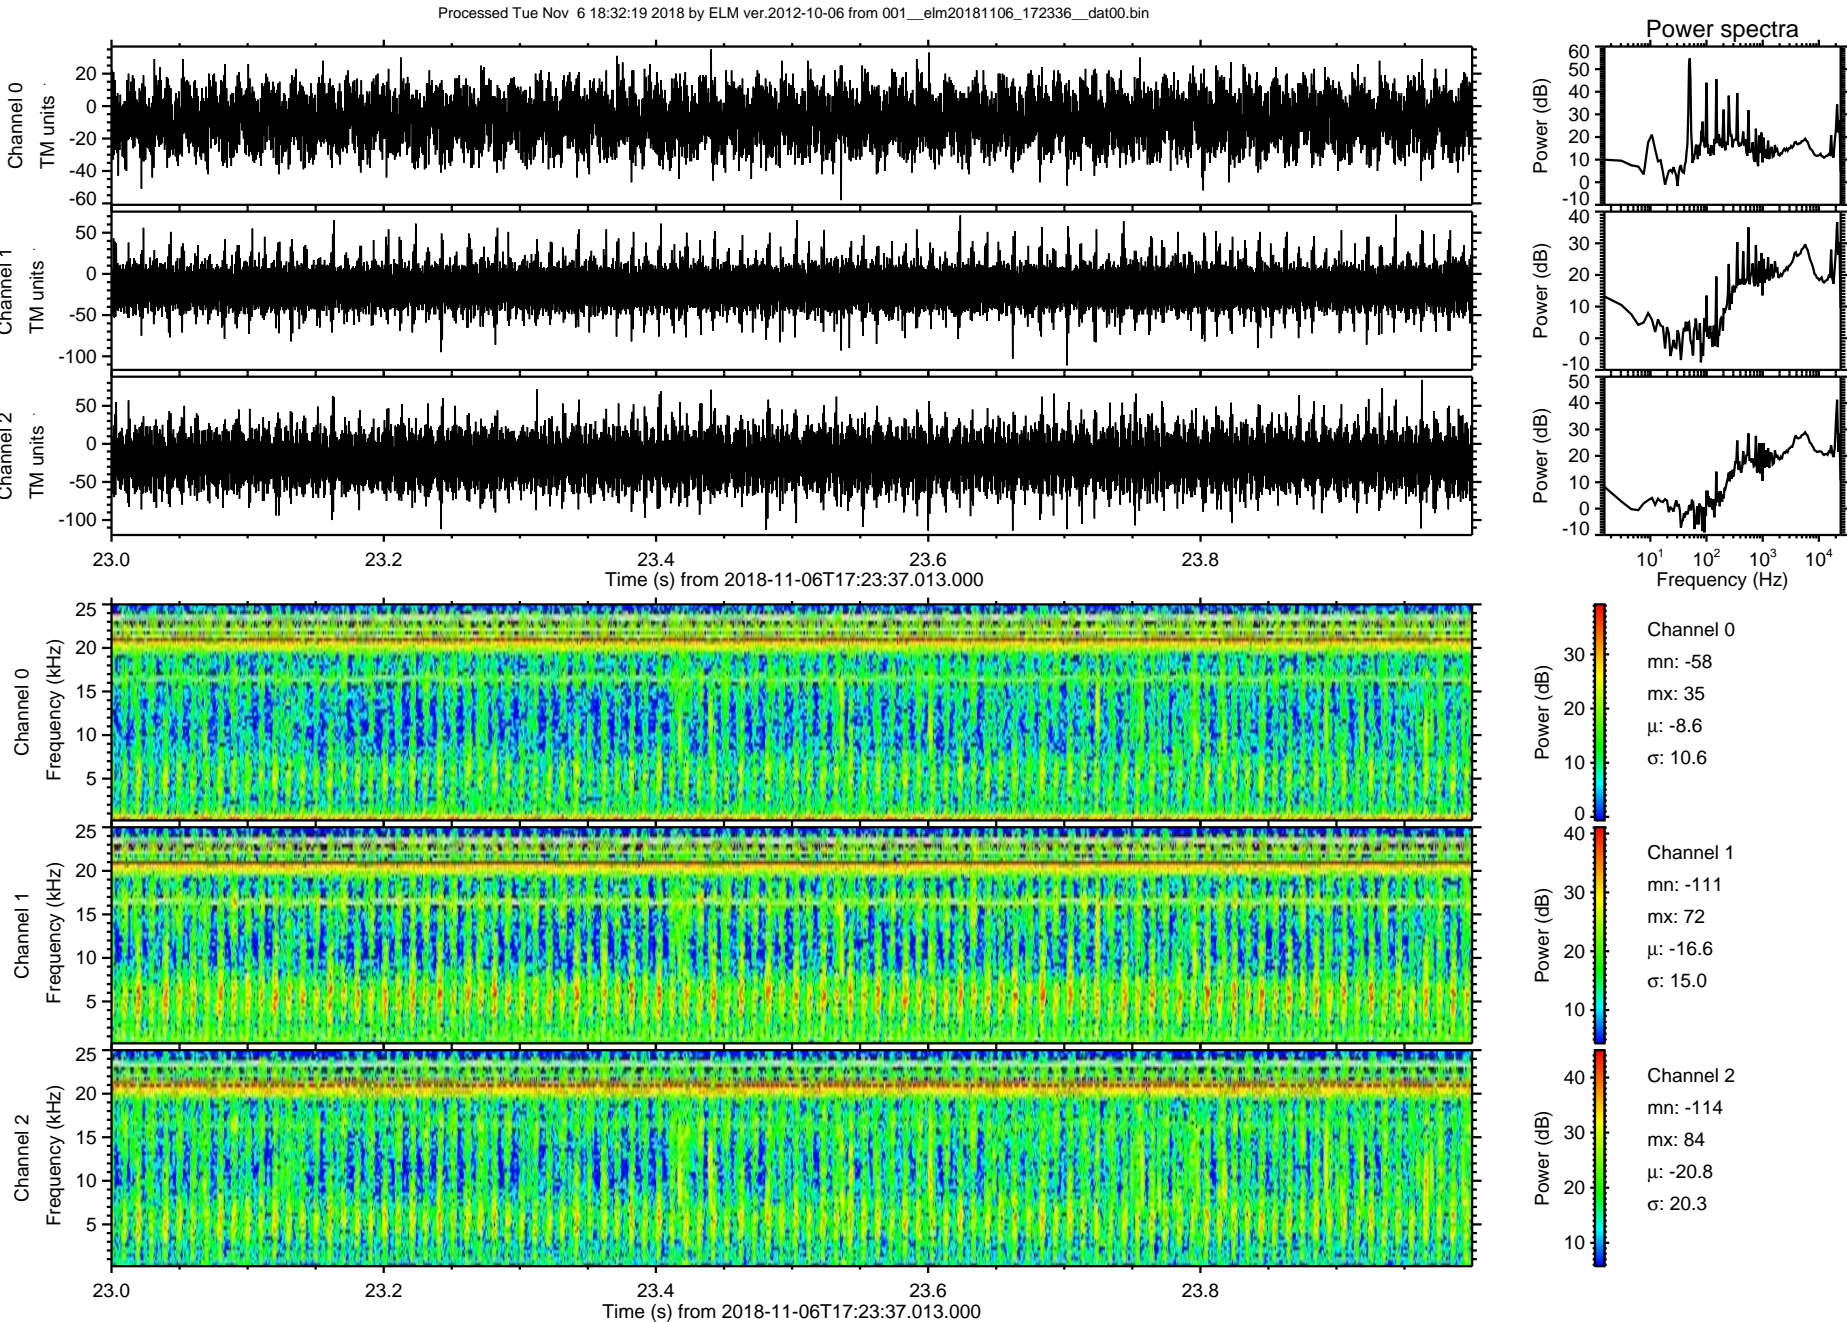 Processed Tue Nov 6 18:32:19 2018 by ELM ver.2012-10-06 from 001__elm20181106_172336__dat00.bin
Power spectra
Channel 0
TM units
20
0
-20
-40
-60
Power (dB)
60
50
40
30
20
10
0
-10
Channel 1
TM units
50
0
-50
-100
Power (dB)
40
30
20
10
0
-10
Channel 2
TM units
50
0
-50
-100
Power (dB)
50
40
30
20
10
0
-10
23.0 23.2 23.4 23.6 23.8
Time (s) from 2018-11-06T17:23:37.013.000
10^1 10^2 10^3 10^4
Frequency (Hz)
Channel 0
Frequency (kHz)
25
20
15
10
5
Power (dB)
30
20
10
0
Channel 0
mn: -58
mx: 35
μ: -8.6
σ: 10.6
Channel 1
Frequency (kHz)
25
20
15
10
5
Power (dB)
40
30
20
10
Channel 1
mn: -111
mx: 72
μ: -16.6
σ: 15.0
Channel 2
Frequency (kHz)
25
20
15
10
5
Power (dB)
40
30
20
10
Channel 2
mn: -114
mx: 84
μ: -20.8
σ: 20.3
23.0 23.2 23.4 23.6 23.8
Time (s) from 2018-11-06T17:23:37.013.000